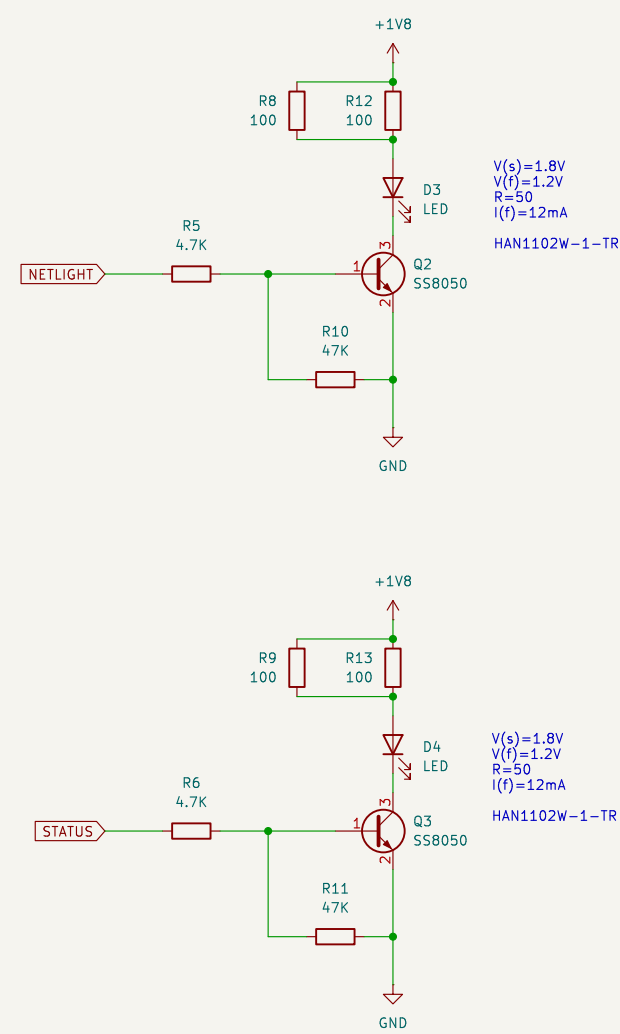 +1V8
R8
100
R12
100
V(s)=1.8V
V(f)=1.2V
R=50
I(f)=12mA
HAN1102W-1-TR
D3
LED
R5
4.7K
NETLIGHT
1
3
2
Q2
SS8050
R10
47K
GND
+1V8
R9
100
R13
100
V(s)=1.8V
V(f)=1.2V
R=50
I(f)=12mA
HAN1102W-1-TR
D4
LED
R6
4.7K
STATUS
1
3
2
Q3
SS8050
R11
47K
GND